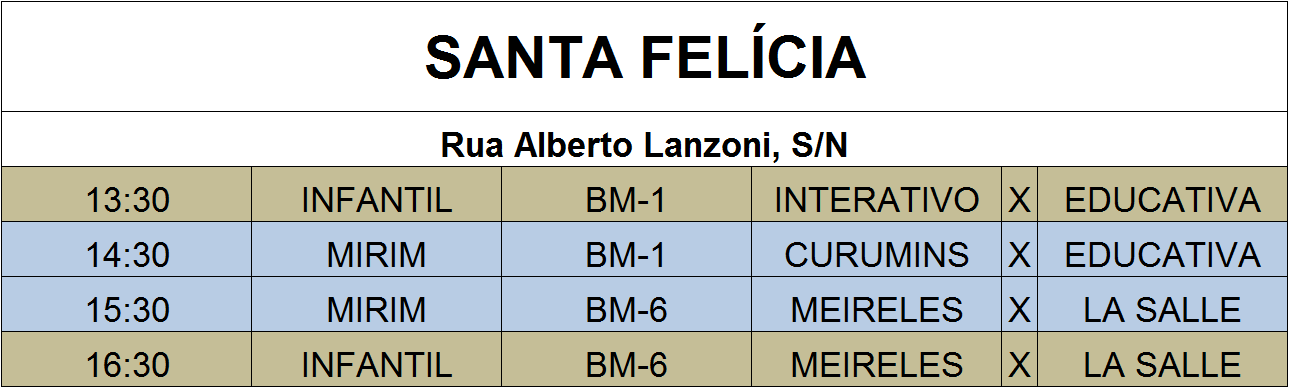 SANTA FELÍCIA
Rua Alberto Lanzoni, S/N
13:30 INFANTIL BM-1 INTERATIVO X EDUCATIVA
14:30 MIRIM BM-1 CURUMINS X EDUCATIVA
15:30 MIRIM BM-6 MEIRELES X LA SALLE
16:30 INFANTIL BM-6 MEIRELES X LA SALLE